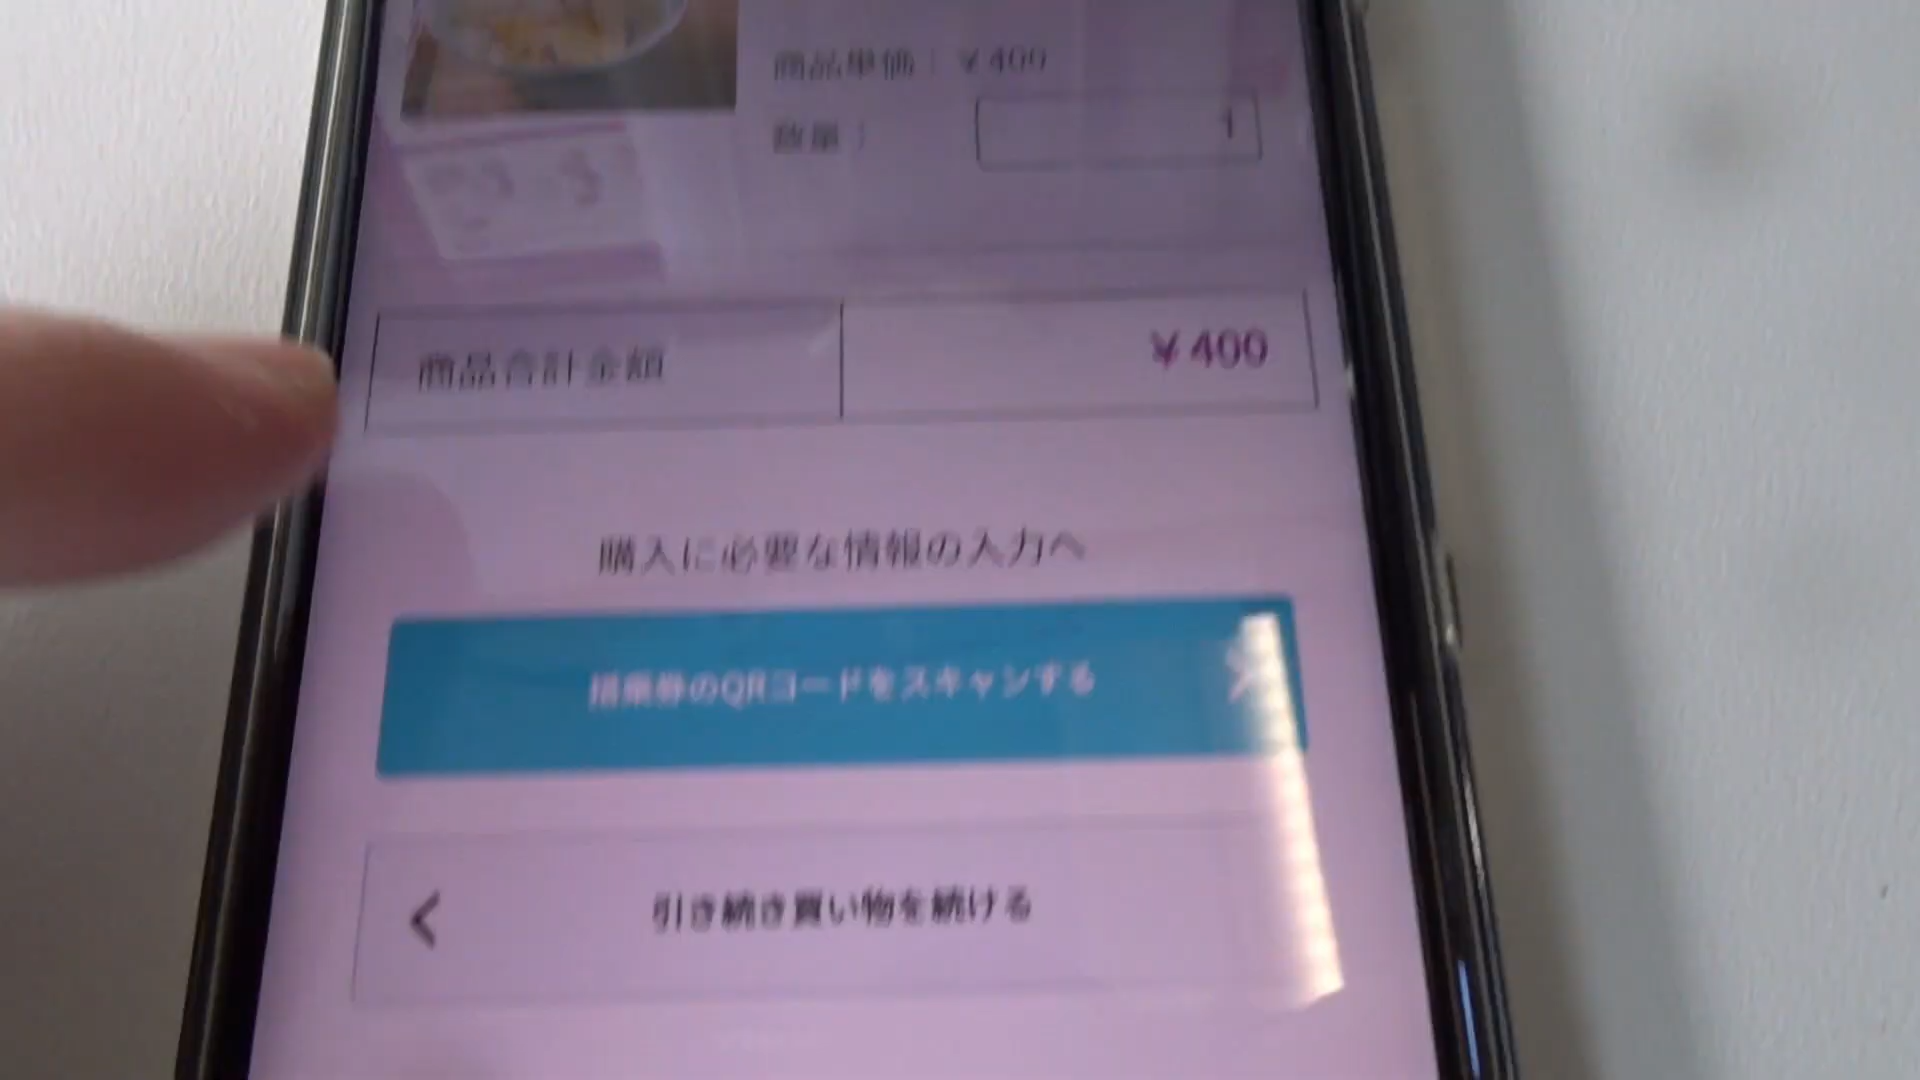 商品単価：￥400
数量：
1
商品合計金額
￥400
購入に必要な情報の入力へ
搭乗券のQRコードをスキャンする
引き続き買い物を続ける